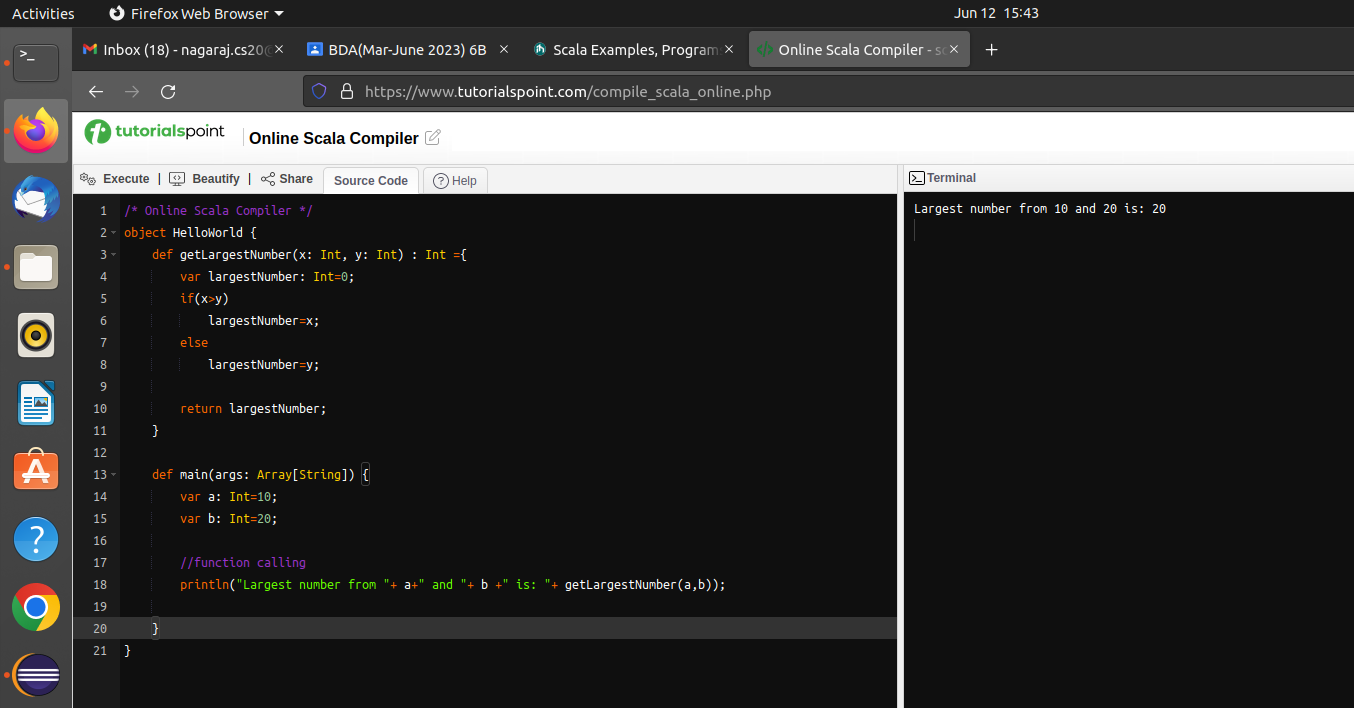 Activities Firefox Web Browser Jun 12 15:43
Inbox (18) - nagaraj.cs20 BDA(Mar-June 2023) 6B Scala Examples, Program Online Scala Compiler - sc
https://www.tutorialspoint.com/compile_scala_online.php
tutorialspoint Online Scala Compiler
Execute | Beautify | Share Source Code Help Terminal
1 /* Online Scala Compiler */
2 object HelloWorld {
3 def getLargestNumber(x: Int, y: Int) : Int ={
4 var largestNumber: Int=0;
5 if(x>y)
6 largestNumber=x;
7 else
8 largestNumber=y;
9
10 return largestNumber;
11 }
12
13 def main(args: Array[String]) {
14 var a: Int=10;
15 var b: Int=20;
16
17 //function calling
18 println("Largest number from "+ a+" and "+ b +" is: "+ getLargestNumber(a,b));
19
20 }
21 }
Largest number from 10 and 20 is: 20